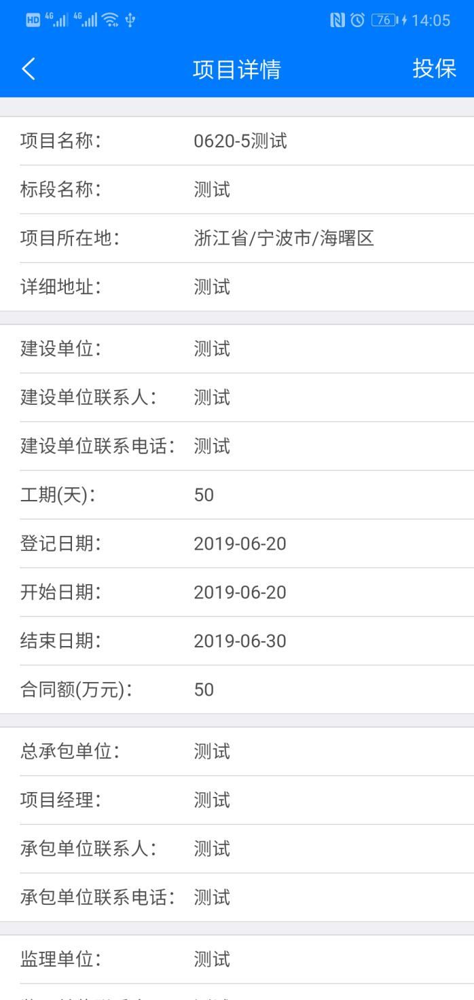 HD 4G 4G 76 14:05
项目详情 投保
项目名称： 0620-5测试
标段名称： 测试
项目所在地： 浙江省/宁波市/海曙区
详细地址： 测试
建设单位： 测试
建设单位联系人： 测试
建设单位联系电话： 测试
工期(天)： 50
登记日期： 2019-06-20
开始日期： 2019-06-20
结束日期： 2019-06-30
合同额(万元)： 50
总承包单位： 测试
项目经理： 测试
承包单位联系人： 测试
承包单位联系电话： 测试
监理单位： 测试